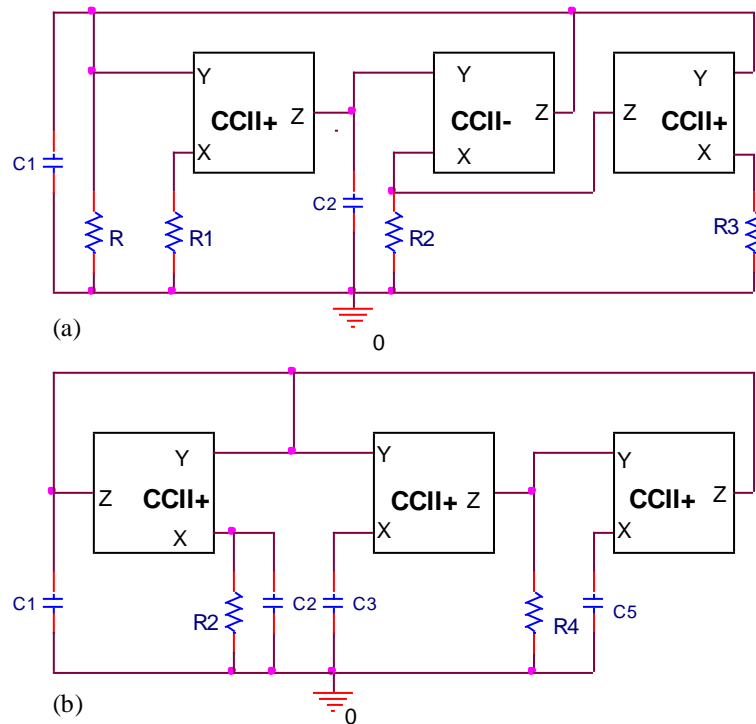 Y
Y
Y
Z
CCII+
Z
CCII-
Z
CCII+
X
X
X
C1
C2
R
R1
R2
R3
(a)
0
Y
Y
Y
Z
CCII+
CCII+
Z
CCII+
Z
X
X
X
C1
R2
C2
C3
R4
C5
(b)
0